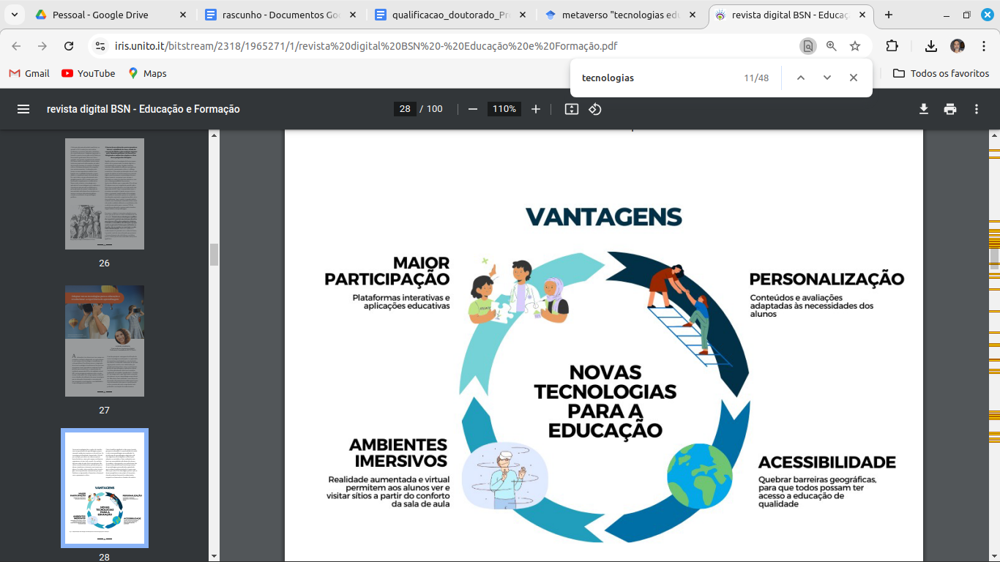 Pessoal - Google Drive
rascunho - Documentos Goo
qualificacao_doutorado_Pr
metaverso "tecnologias edu
revista digital BSN - Educaç
iris.unito.it/bitstream/2318/1965271/1/revista%20digital%20BSN%20-%20Educação%20e%20Formação.pdf
Gmail
YouTube
Maps
tecnologias
11/48
Todos os favoritos
revista digital BSN - Educação e Formação
28 / 100
110%
26
27
28
VANTAGENS
MAIOR
PARTICIPAÇÃO
Plataformas interativas e
aplicações educativas
PERSONALIZAÇÃO
Conteúdos e avaliações
adaptadas às necessidades dos
alunos
NOVAS
TECNOLOGIAS
PARA A
EDUCAÇÃO
AMBIENTES
IMERSIVOS
Realidade aumentada e virtual
permitem aos alunos ver e
visitar sítios a partir do conforto
da sala de aula
ACESSIBILIDADE
Quebrar barreiras geográficas,
para que todos possam ter
acesso a educação de
qualidade